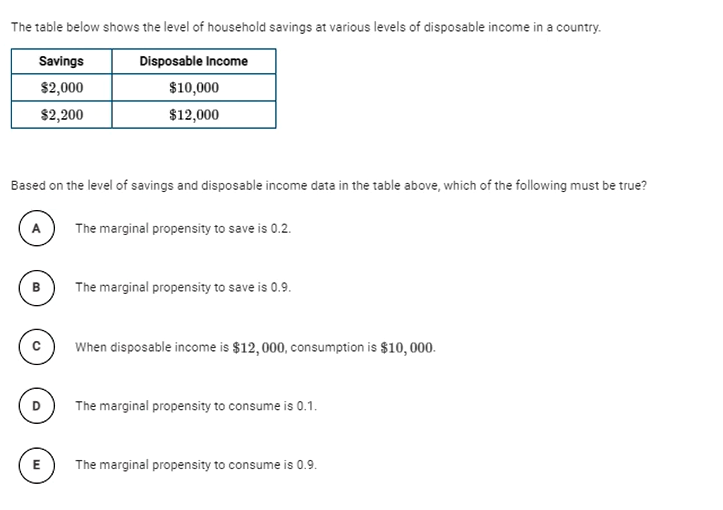 The table below shows the level of household savings at various levels of disposable income in a country.
Savings Disposable Income
$2,000 $10,000
$2,200 $12,000
Based on the level of savings and disposable income data in the table above, which of the following must be true?
A The marginal propensity to save is 0.2.
B The marginal propensity to save is 0.9.
C When disposable income is $12,000, consumption is $10,000.
D The marginal propensity to consume is 0.1.
E The marginal propensity to consume is 0.9.